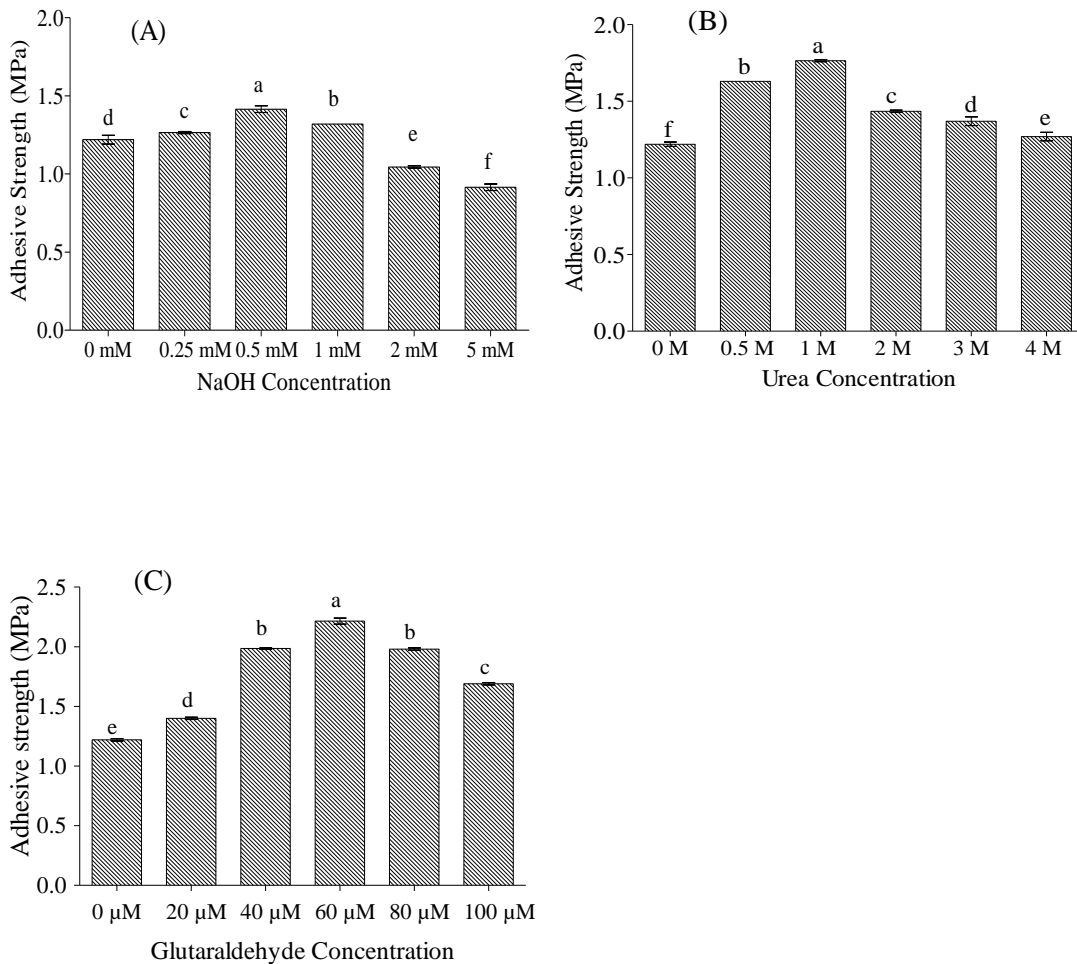 (A)
Adhesive Strength (MPa)
2.0
1.5
1.0
0.5
0.0
d
c
a
b
e
f
0 mM 0.25 mM 0.5 mM 1 mM 2 mM 5 mM
NaOH Concentration
(B)
Adhesive Strength (MPa)
2.0
1.5
1.0
0.5
0.0
f
b
a
c
d
e
0 M 0.5 M 1 M 2 M 3 M 4 M
Urea Concentration
(C)
Adhesive strength (MPa)
2.5
2.0
1.5
1.0
0.5
0.0
e
d
b
a
b
c
0 µM 20 µM 40 µM 60 µM 80 µM 100 µM
Glutaraldehyde Concentration